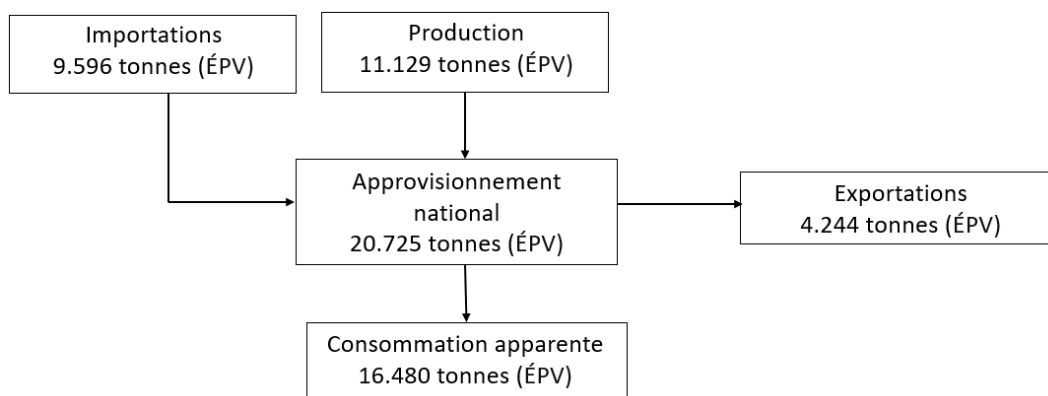 Importations
9.596 tonnes (ÉPV)
Production
11.129 tonnes (ÉPV)
Approvisionnement
national
20.725 tonnes (ÉPV)
Exportations
4.244 tonnes (ÉPV)
Consommation apparente
16.480 tonnes (ÉPV)